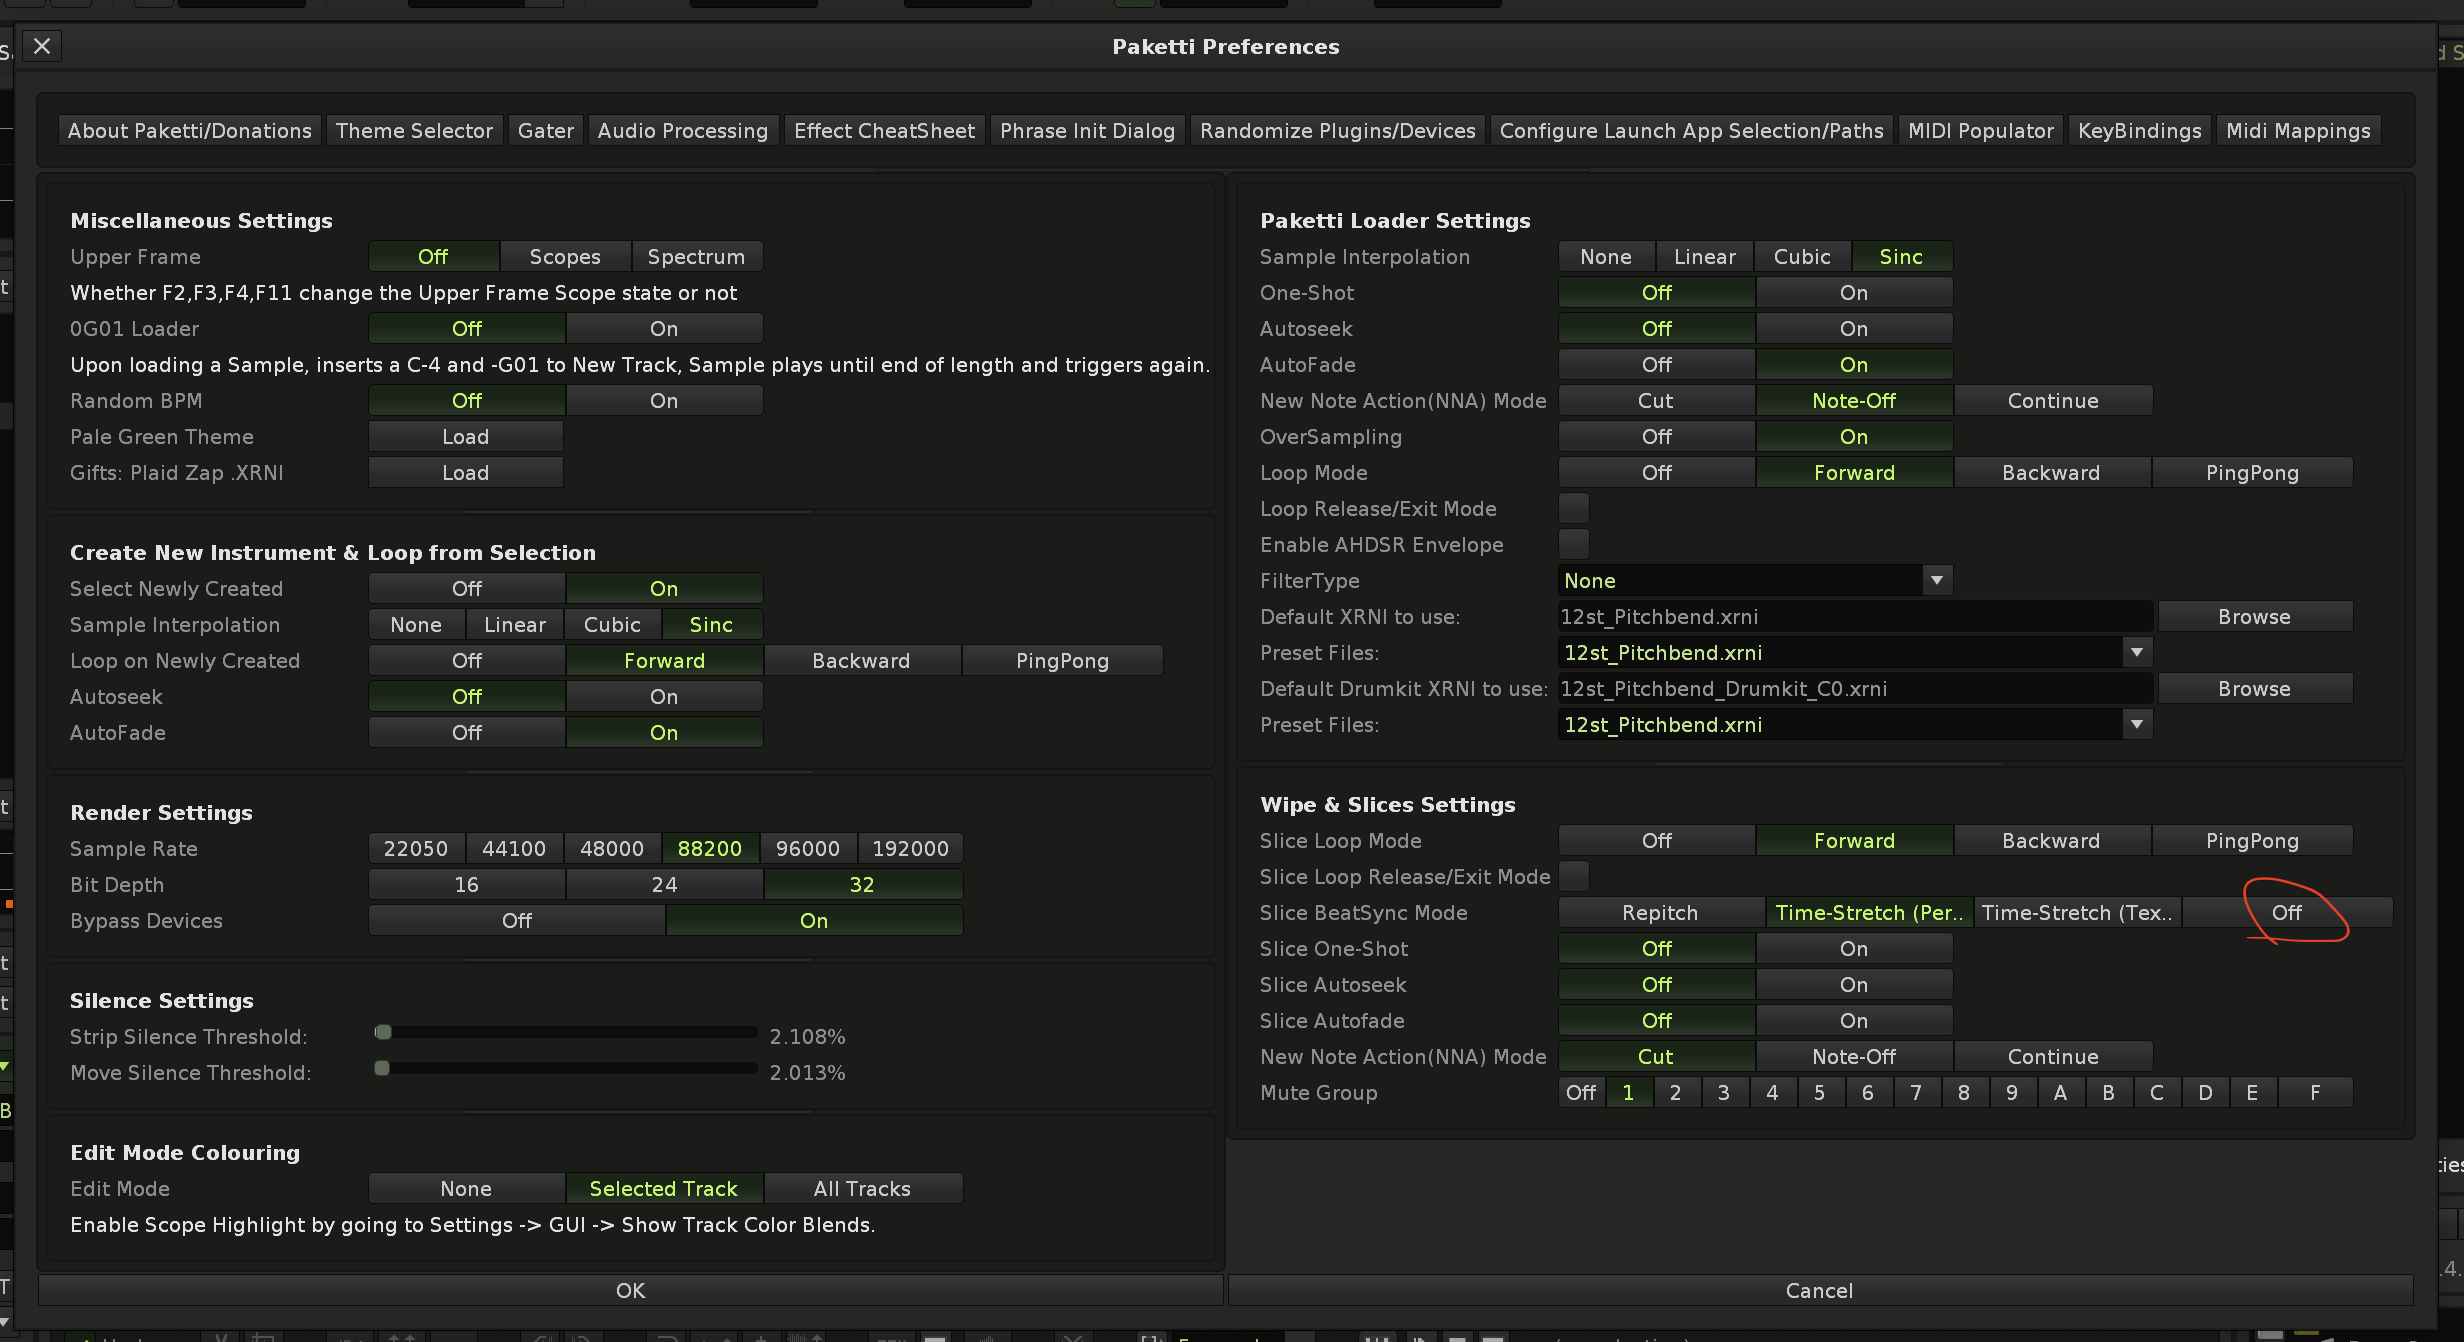 Paketti Preferences
About Paketti/Donations Theme Selector Gater Audio Processing Effect CheatSheet Phrase Init Dialog Randomize Plugins/Devices Configure Launch App Selection/Paths MIDI Populator KeyBindings Midi Mappings
Miscellaneous Settings
Upper Frame Off Scopes Spectrum
Whether F2,F3,F4,F11 change the Upper Frame Scope state or not
0G01 Loader Off On
Upon loading a Sample, inserts a C-4 and -G01 to New Track, Sample plays until end of length and triggers again.
Random BPM Off On
Pale Green Theme Load
Gifts: Plaid Zap .XRNI Load
Create New Instrument & Loop from Selection
Select Newly Created Off On
Sample Interpolation None Linear Cubic Sinc
Loop on Newly Created Off Forward Backward PingPong
Autoseek Off On
AutoFade Off On
Render Settings
Sample Rate 22050 44100 48000 88200 96000 192000
Bit Depth 16 24 32
Bypass Devices Off On
Silence Settings
Strip Silence Threshold: 2.108%
Move Silence Threshold: 2.013%
Edit Mode Colouring
Edit Mode None Selected Track All Tracks
Enable Scope Highlight by going to Settings -> GUI -> Show Track Color Blends.
Paketti Loader Settings
Sample Interpolation None Linear Cubic Sinc
One-Shot Off On
Autoseek Off On
AutoFade Off On
New Note Action(NNA) Mode Cut Note-Off Continue
OverSampling Off On
Loop Mode Off Forward Backward PingPong
Loop Release/Exit Mode
Enable AHDSR Envelope
FilterType None
Default XRNI to use: 12st_Pitchbend.xrni Browse
Preset Files: 12st_Pitchbend.xrni
Default Drumkit XRNI to use: 12st_Pitchbend_Drumkit_C0.xrni Browse
Preset Files: 12st_Pitchbend.xrni
Wipe & Slices Settings
Slice Loop Mode Off Forward Backward PingPong
Slice Loop Release/Exit Mode
Slice BeatSync Mode Repitch Time-Stretch (Per.. Time-Stretch (Tex.. Off
Slice One-Shot Off On
Slice Autoseek Off On
Slice Autofade Off On
New Note Action(NNA) Mode Cut Note-Off Continue
Mute Group Off 1 2 3 4 5 6 7 8 9 A B C D E F
OK Cancel